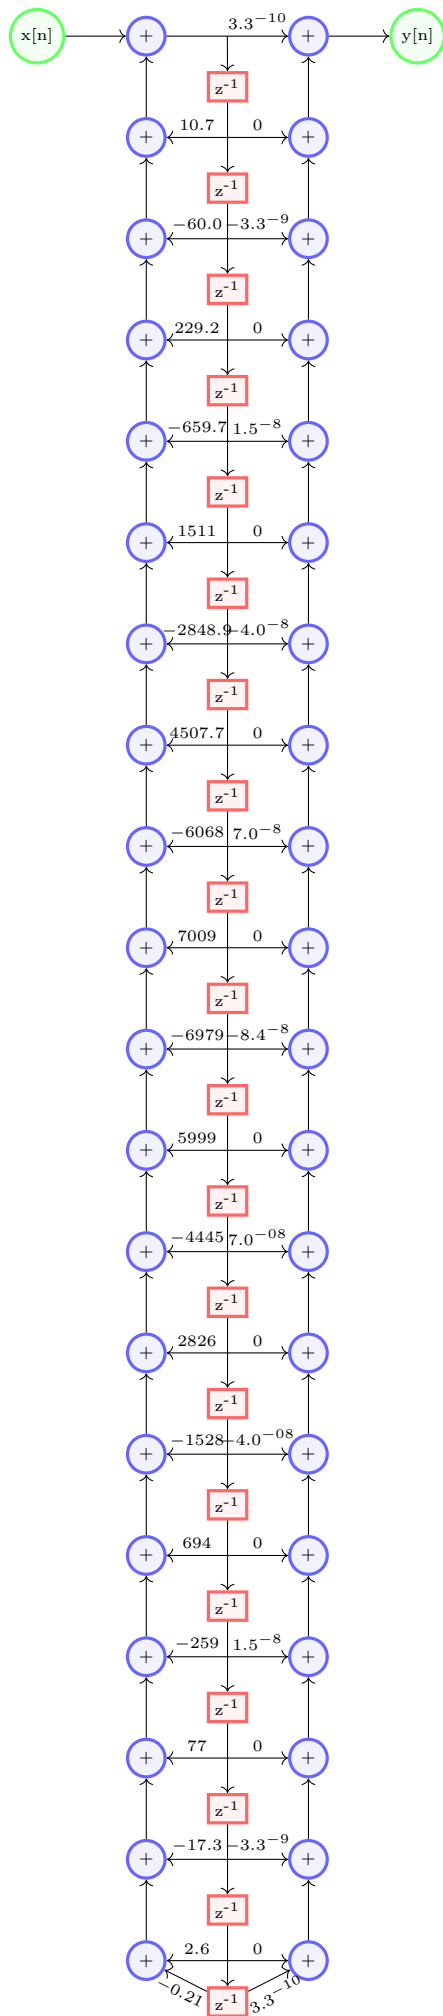 x[n] + 3.3⁻¹⁰ + y[n]
z⁻¹
+ 10.7 0 +
z⁻¹
+ −60.0 −3.3⁻⁹ +
z⁻¹
+ 229.2 0 +
z⁻¹
+ −659.7 1.5⁻⁸ +
z⁻¹
+ 1511 0 +
z⁻¹
+ −2848.9 −4.0⁻⁸ +
z⁻¹
+ 4507.7 0 +
z⁻¹
+ −6068 7.0⁻⁸ +
z⁻¹
+ 7009 0 +
z⁻¹
+ −6979 −8.4⁻⁸ +
z⁻¹
+ 5999 0 +
z⁻¹
+ −4445 7.0⁻⁰⁸ +
z⁻¹
+ 2826 0 +
z⁻¹
+ −1528 −4.0⁻⁰⁸ +
z⁻¹
+ 694 0 +
z⁻¹
+ −259 1.5⁻⁸ +
z⁻¹
+ 77 0 +
z⁻¹
+ −17.3 −3.3⁻⁹ +
z⁻¹
+ 2.6 0 +
−0.21 z⁻¹ 3.3⁻¹⁰